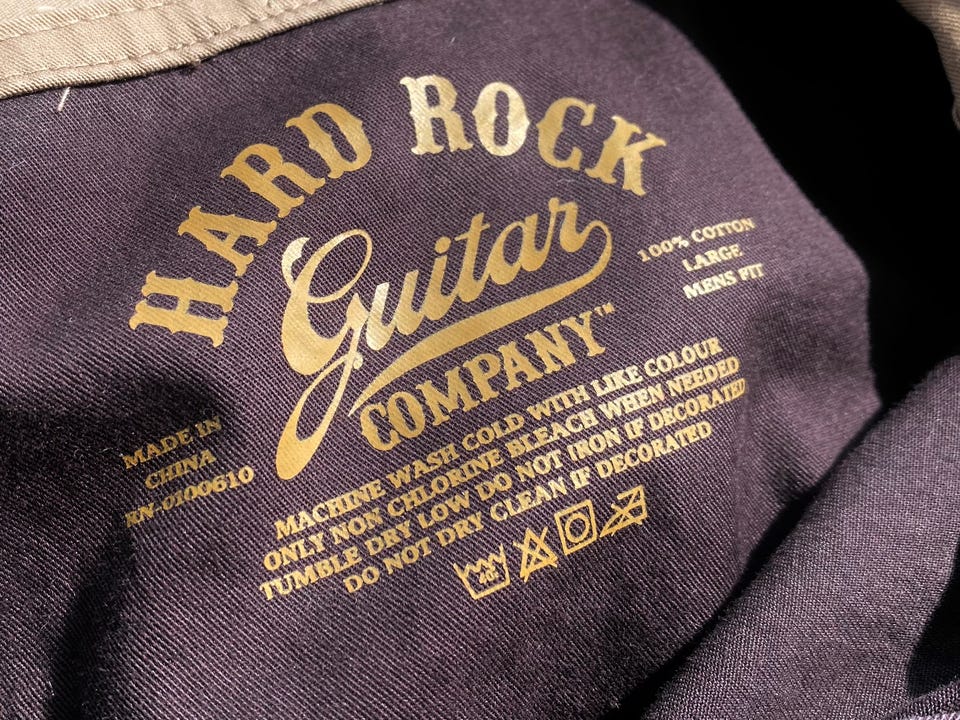 HARD ROCK
Guitar
COMPANY™
100% COTTON
LARGE
MENS FIT
MADE IN
CHINA
RN-0100610
MACHINE WASH COLD WITH LIKE COLOUR
ONLY NON CHLORINE BLEACH WHEN NEEDED
TUMBLE DRY LOW DO NOT IRON IF DECORATED
DO NOT DRY CLEAN IF DECORATED